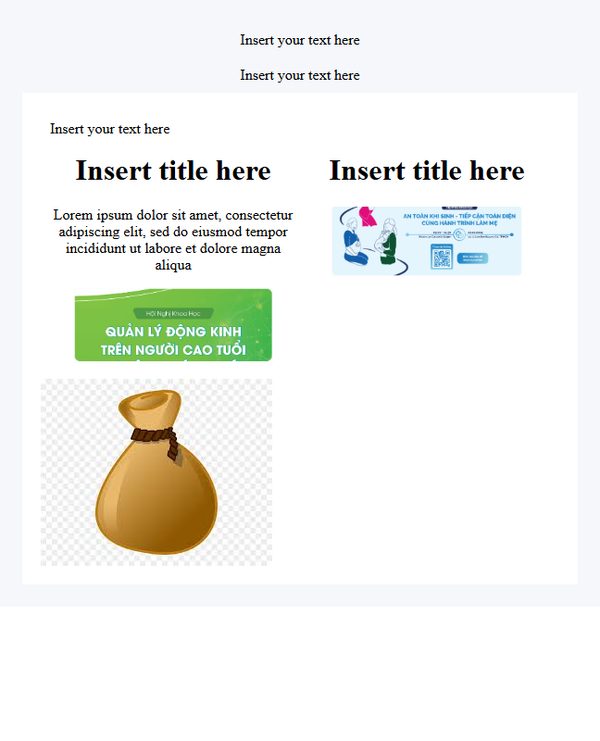 Insert your text here
Insert your text here
Insert your text here
Insert title here
Lorem ipsum dolor sit amet, consectetur
adipiscing elit, sed do eiusmod tempor
incididunt ut labore et dolore magna
aliqua
Hội Nghị Khoa Học
QUẢN LÝ ĐỘNG KINH
TRÊN NGƯỜI CAO TUỔI
Insert title here
AN TOÀN KHI SINH - TIẾP CẬN TOÀN DIỆN
CÙNG HÀNH TRÌNH LÀM MẸ